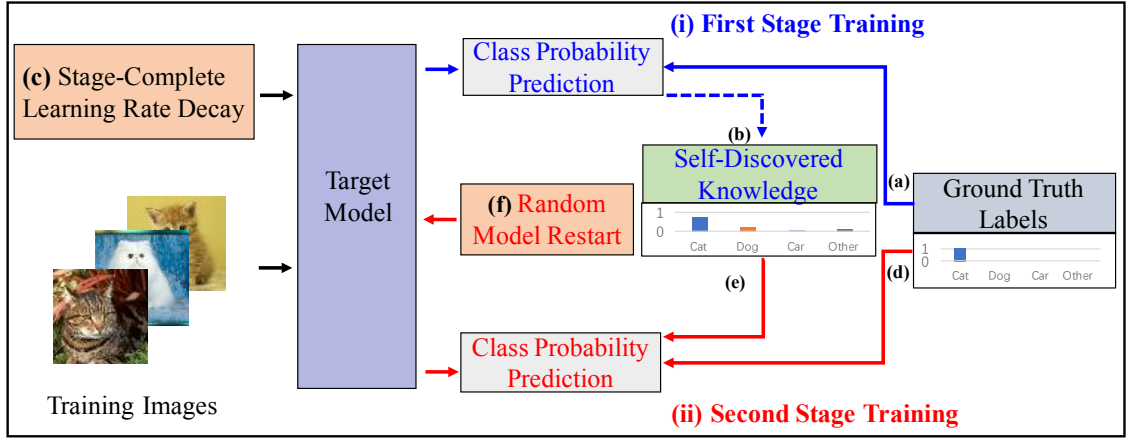 (i) First Stage Training
(c) Stage-Complete
Learning Rate Decay
Class Probability
Prediction
(b)
Self-Discovered
Knowledge
1
0
Cat Dog Car Other
(a)
Ground Truth
Labels
1
0
Cat Dog Car Other
Target
Model
(f) Random
Model Restart
(e)
(d)
Class Probability
Prediction
Training Images
(ii) Second Stage Training